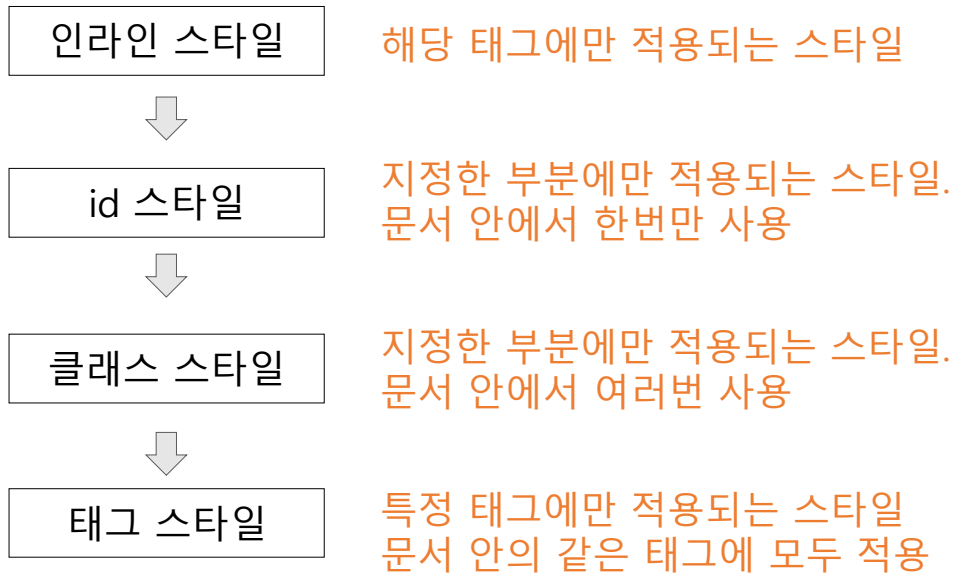 인라인 스타일
해당 태그에만 적용되는 스타일
id 스타일
지정한 부분에만 적용되는 스타일.
문서 안에서 한번만 사용
클래스 스타일
지정한 부분에만 적용되는 스타일.
문서 안에서 여러번 사용
태그 스타일
특정 태그에만 적용되는 스타일
문서 안의 같은 태그에 모두 적용